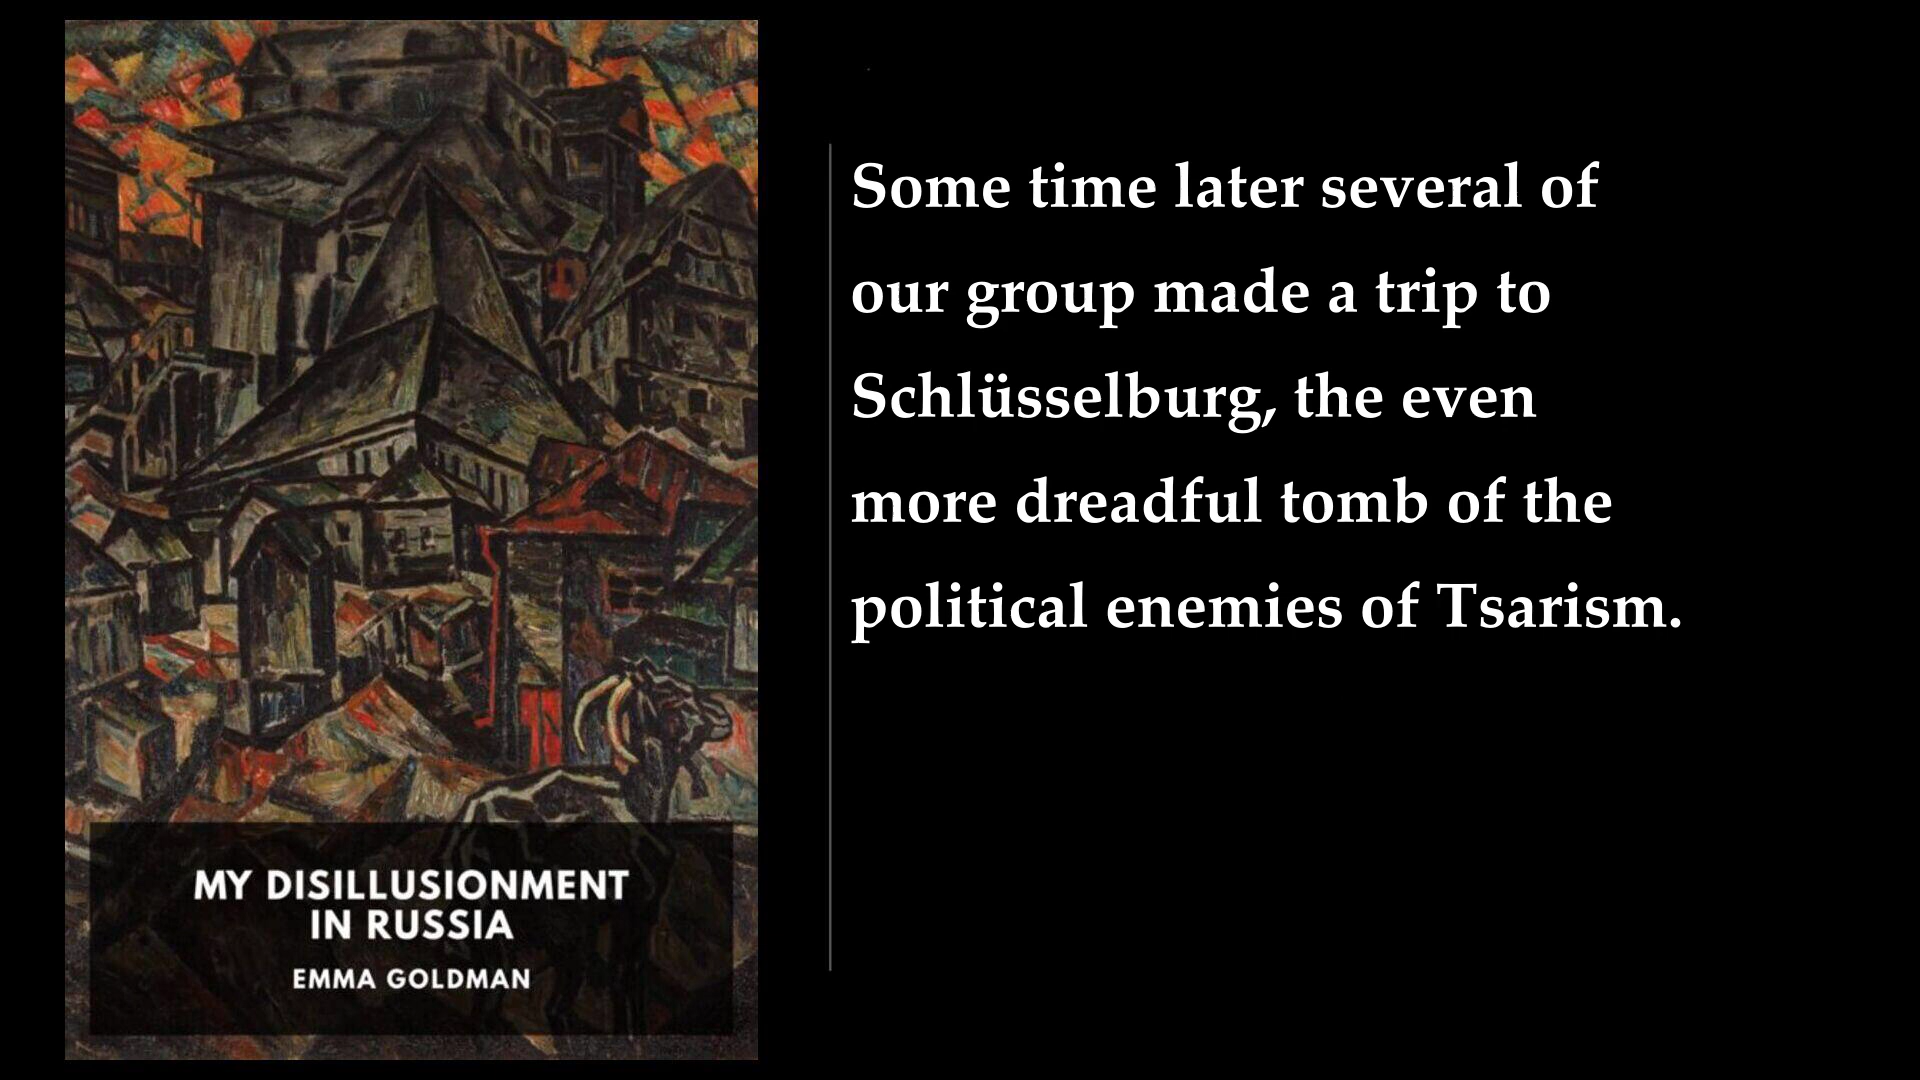 MY DISILLUSIONMENT
IN RUSSIA
EMMA GOLDMAN
Some time later several of
our group made a trip to
Schlüsselburg, the even
more dreadful tomb of the
political enemies of Tsarism.